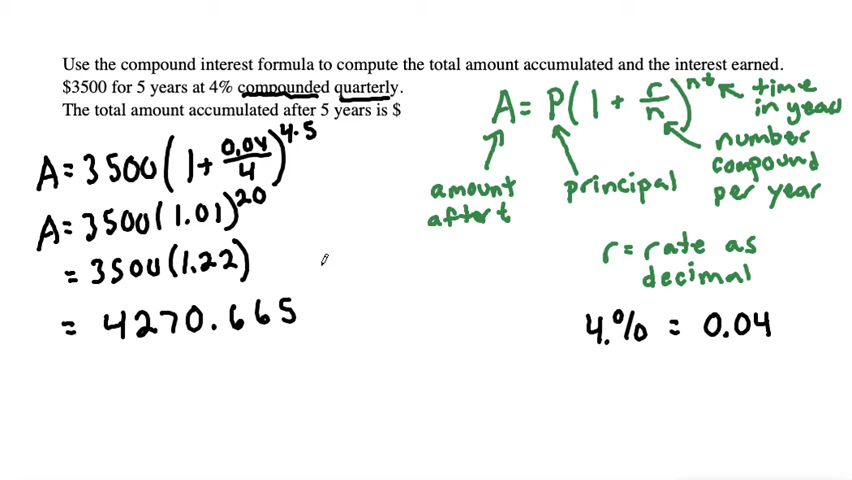 Use the compound interest formula to compute the total amount accumulated and the interest earned.
$3500 for 5 years at 4% compounded quarterly.
The total amount accumulated after 5 years is $
A = P(1 + r/n)^nt
time
in years
number
compound
per year
principal
amount
after t
r = rate as
decimal
4.% = 0.04
A = 3500(1 + 0.04/4)^4·5
A = 3500(1.01)^20
= 3500(1.22)
= 4270.665